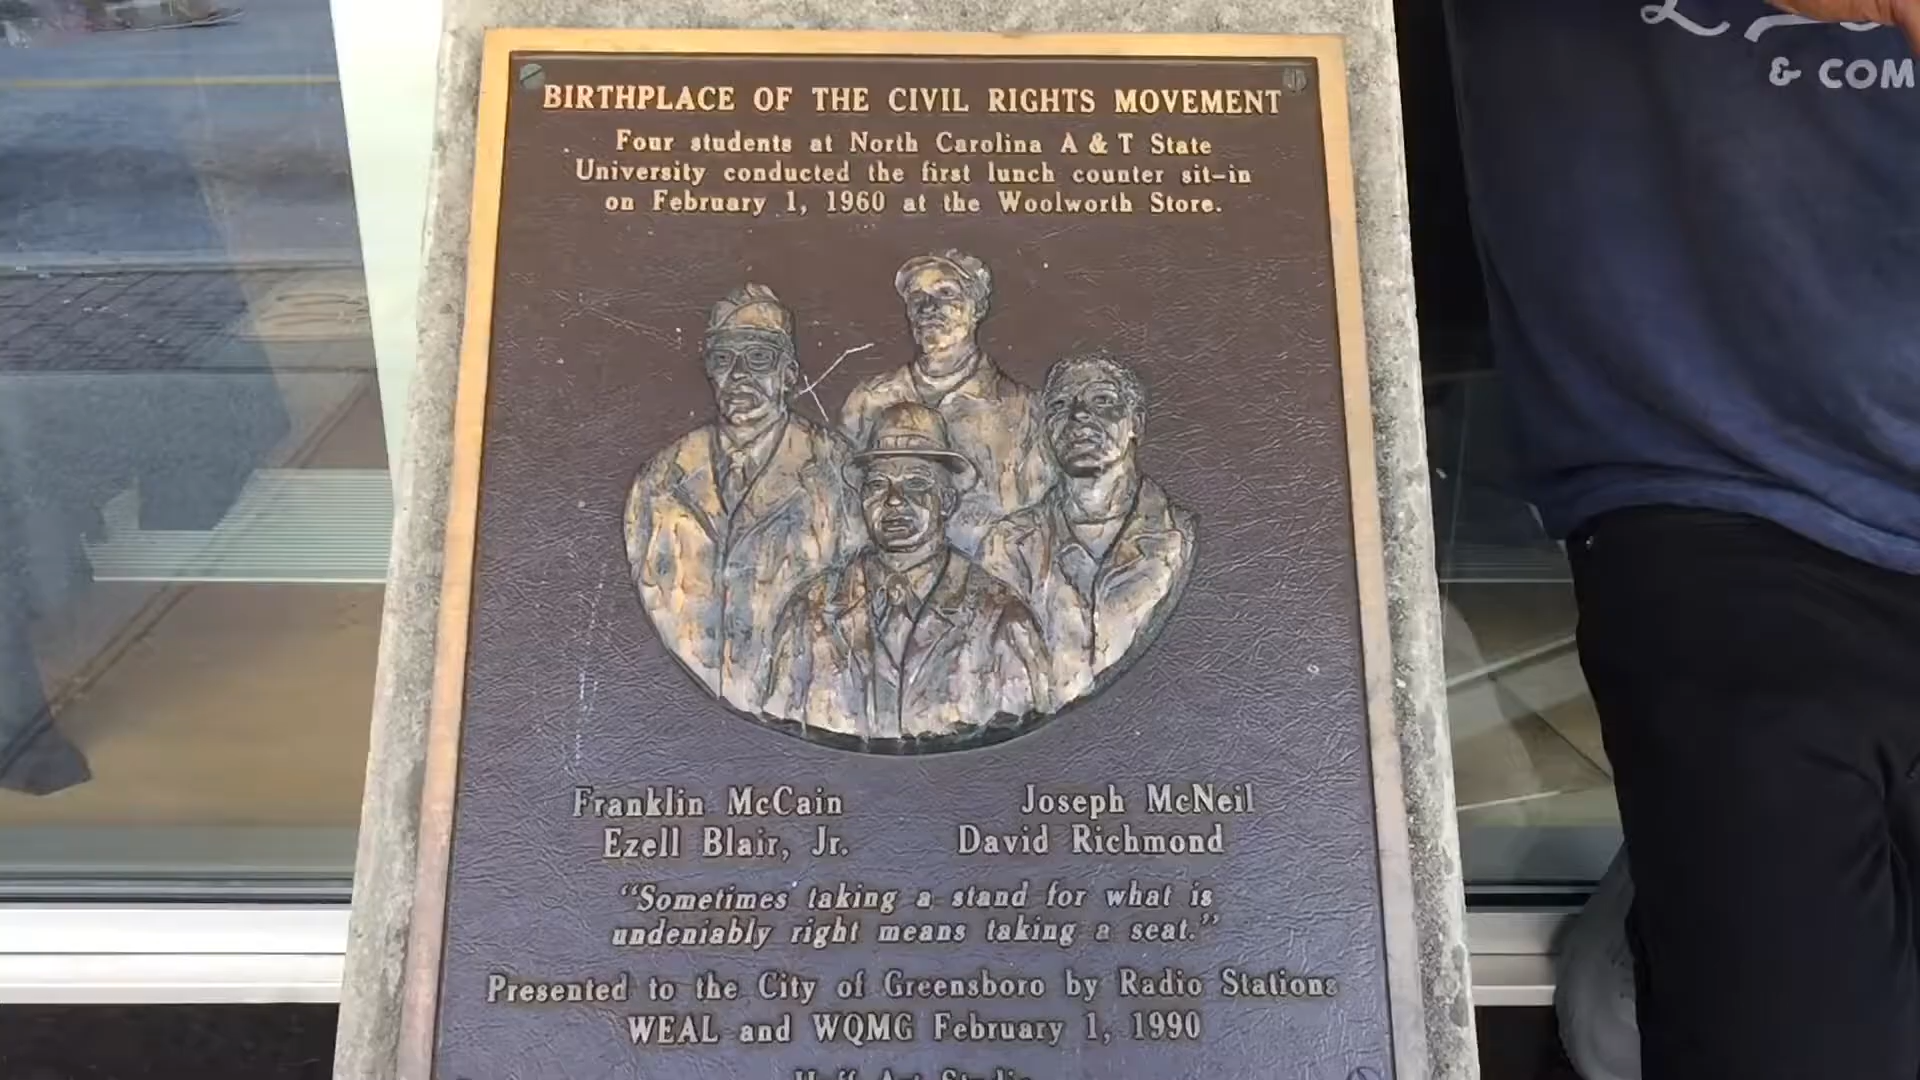 BIRTHPLACE OF THE CIVIL RIGHTS MOVEMENT
Four students at North Carolina A & T State
University conducted the first lunch counter sit-in
on February 1, 1960 at the Woolworth Store.
Franklin McCain
Joseph McNeil
Ezell Blair, Jr.
David Richmond
“Sometimes taking a stand for what is
undeniably right means taking a seat.”
Presented to the City of Greensboro by Radio Stations
WEAL and WQMG February 1, 1990
& COM